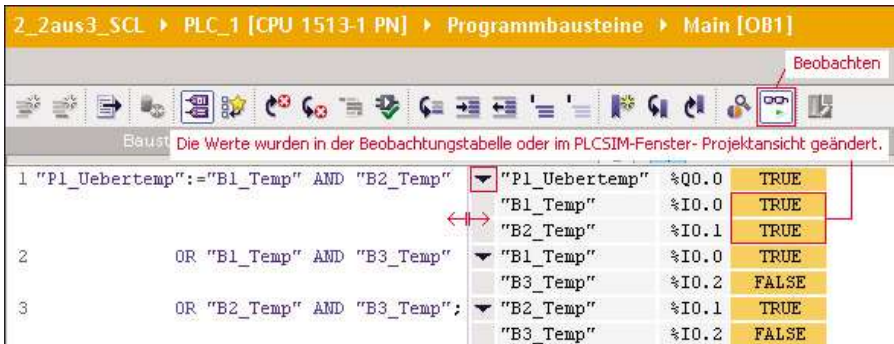 2_2aus3_SCL ▸ PLC_1 [CPU 1513-1 PN] ▸ Programmbausteine ▸ Main [OB1]
Beobachten
Die Werte wurden in der Beobachtungstabelle oder im PLCSIM-Fenster- Projektansicht geändert.
1 "P1_Uebertemp":="B1_Temp" AND "B2_Temp" "P1_Uebertemp" %Q0.0 TRUE
"B1_Temp" %I0.0 TRUE
"B2_Temp" %I0.1 TRUE
2 OR "B1_Temp" AND "B3_Temp" "B1_Temp" %I0.0 TRUE
"B3_Temp" %I0.2 FALSE
3 OR "B2_Temp" AND "B3_Temp"; "B2_Temp" %I0.1 TRUE
"B3_Temp" %I0.2 FALSE